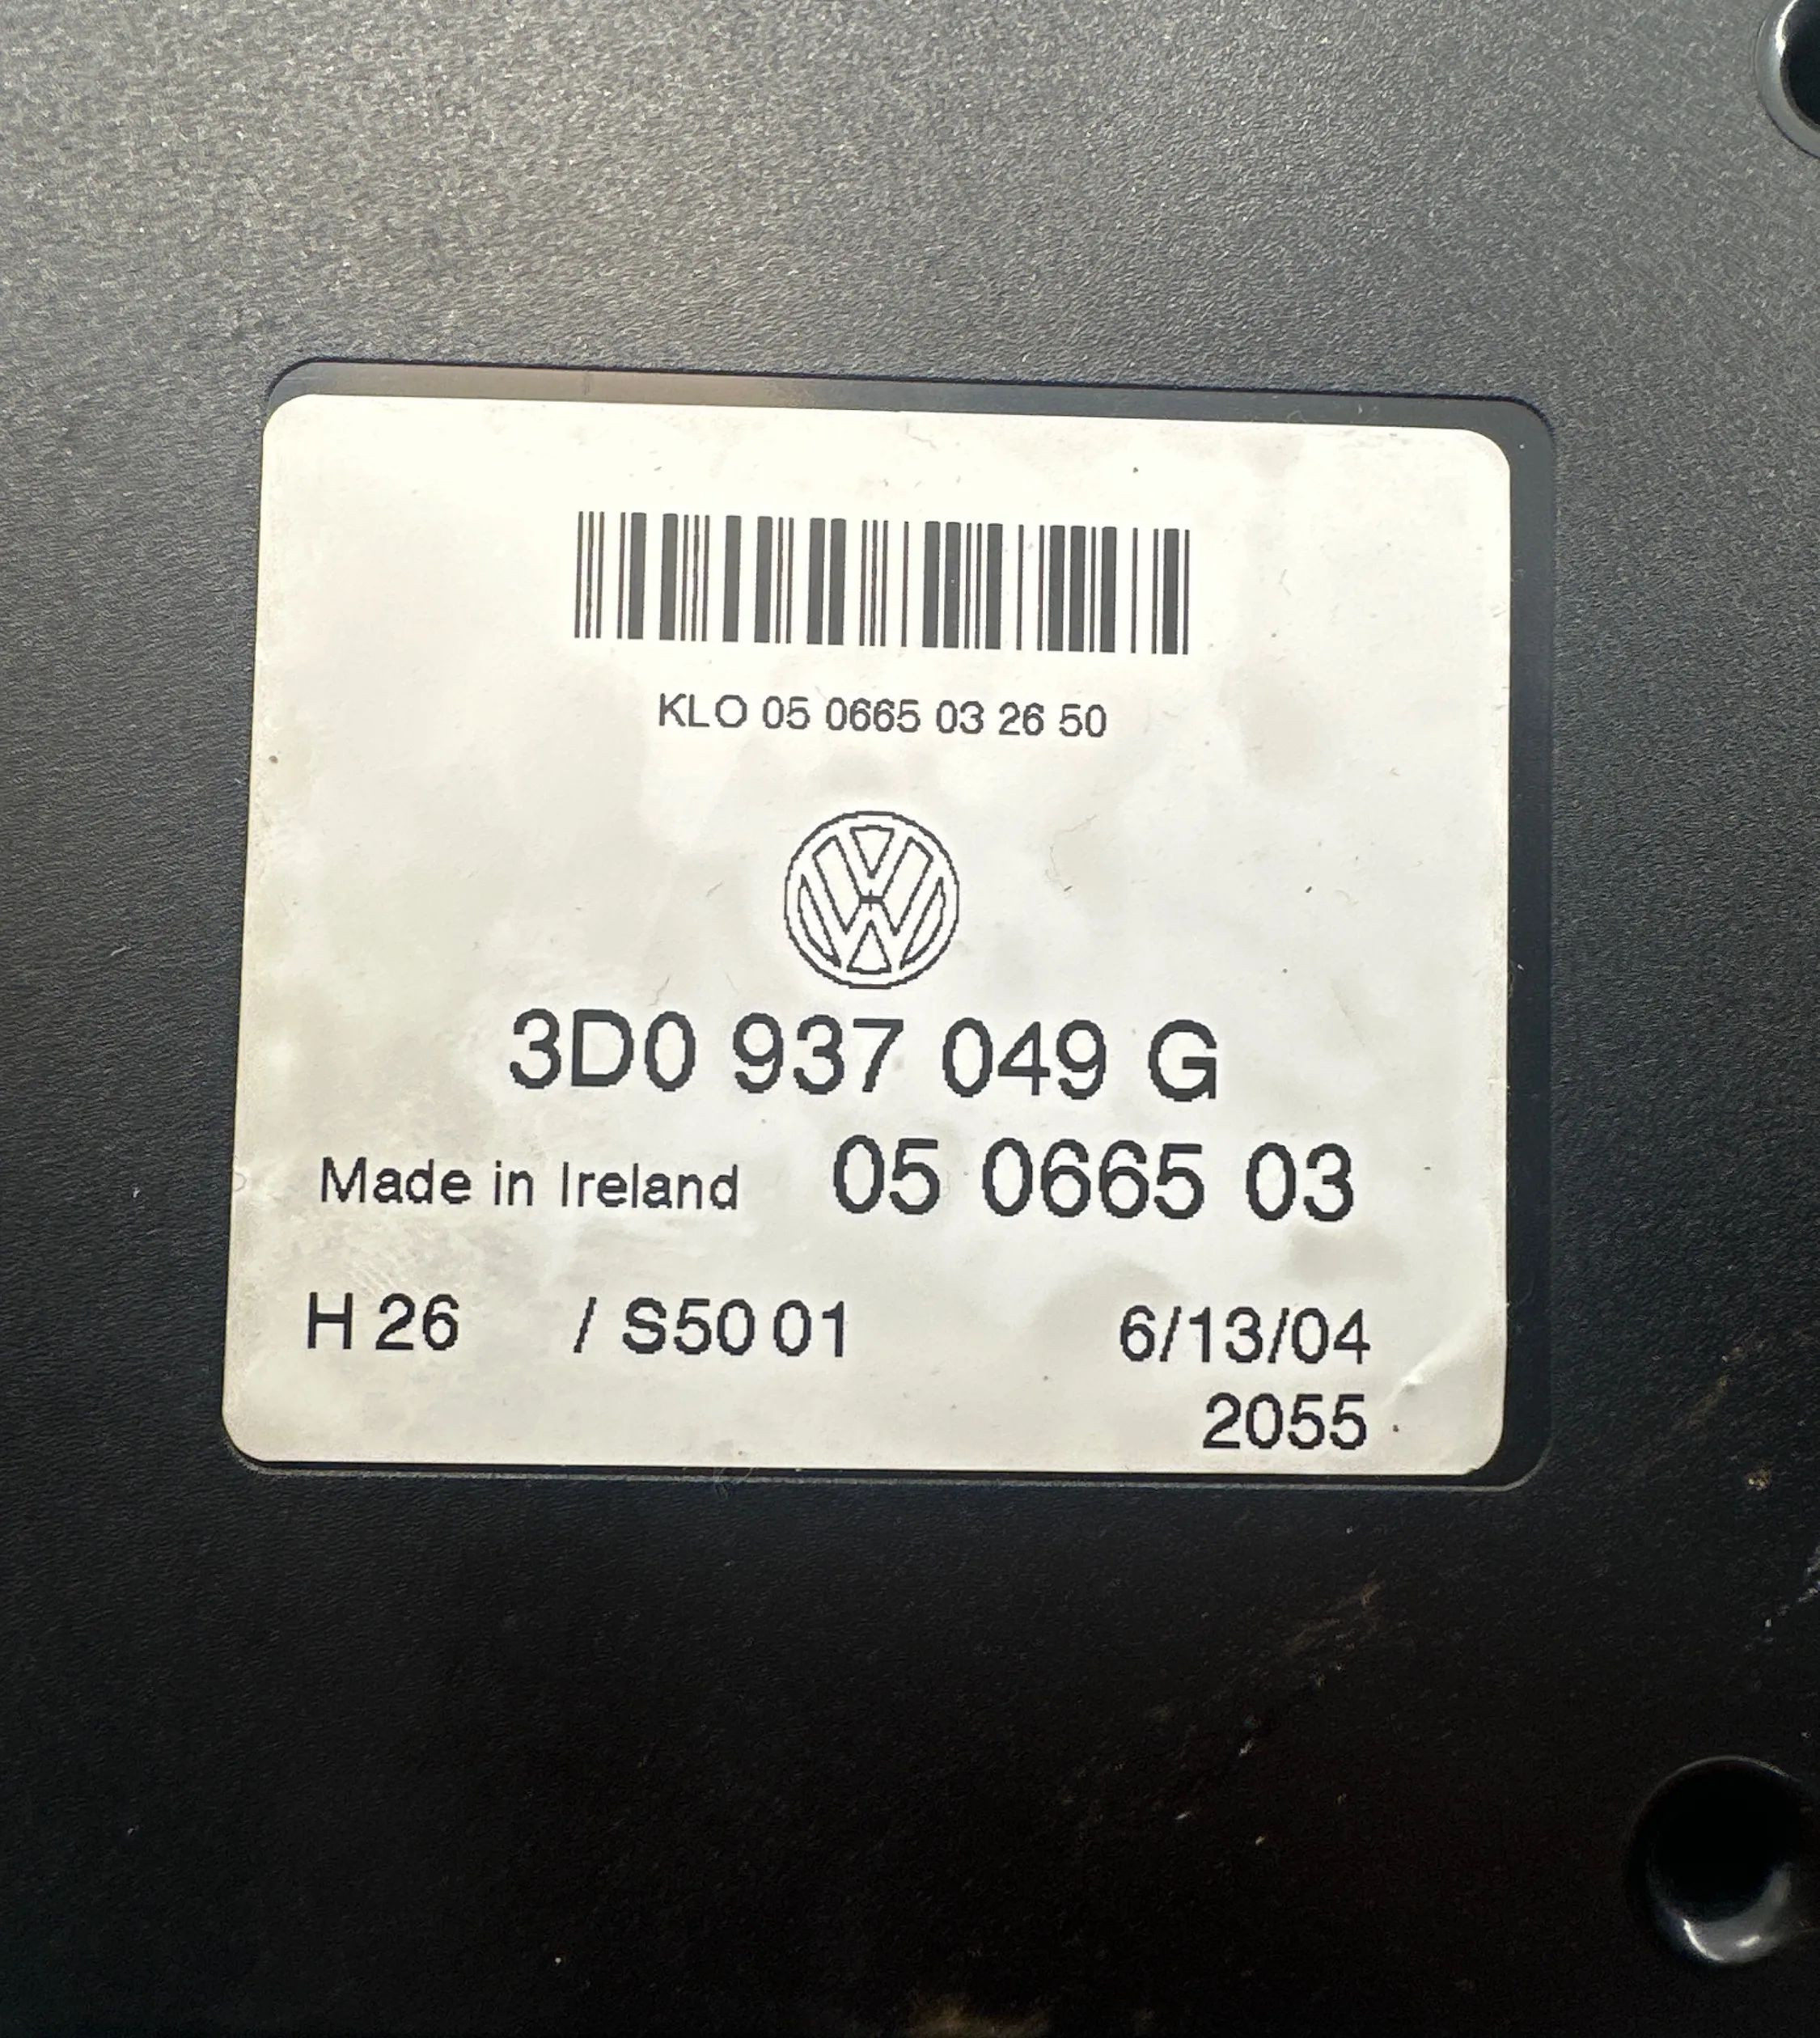 KLO 05 0665 03 26 50
3D0 937 049 G
Made in Ireland 05 0665 03
H 26 / S50 01 6/13/04
2055